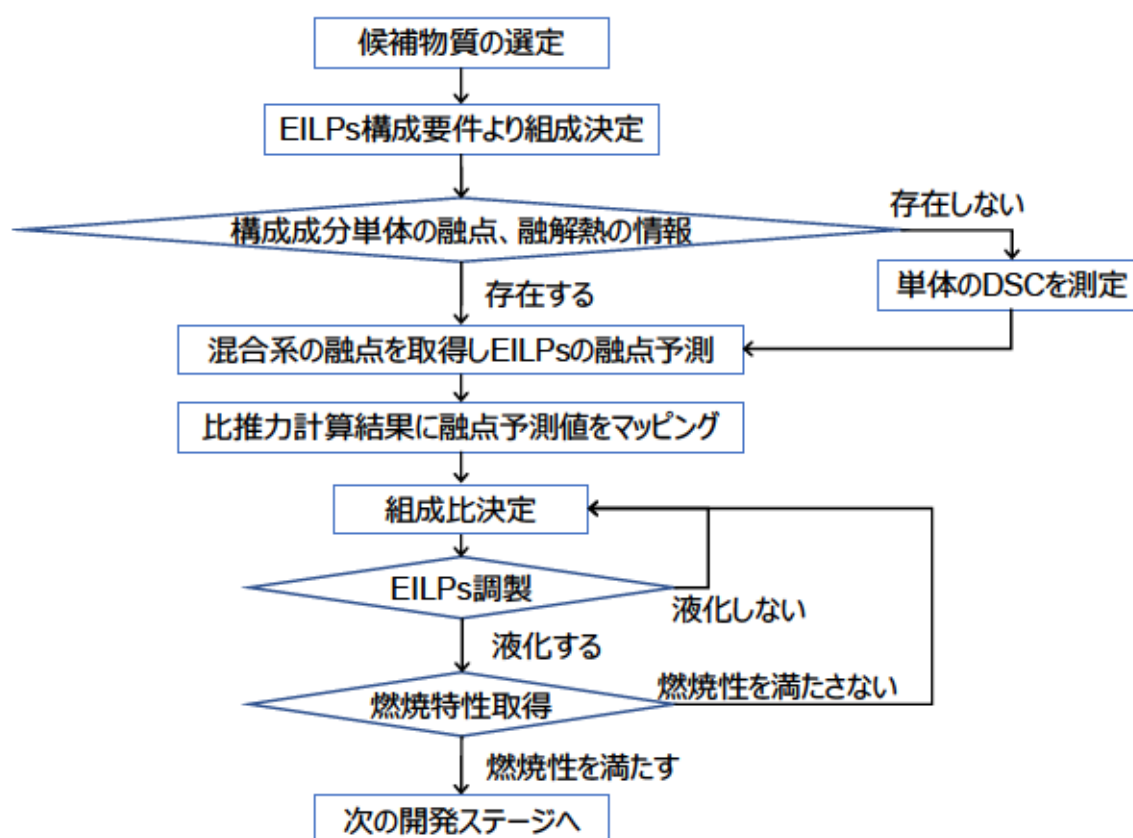 候補物質の選定
EILPs構成要件より組成決定
構成成分単体の融点、融解熱の情報
存在しない
単体のDSCを測定
存在する
混合系の融点を取得しEILPsの融点予測
比推力計算結果に融点予測値をマッピング
組成比決定
EILPs調製
液化しない
液化する
燃焼特性取得
燃焼性を満たさない
燃焼性を満たす
次の開発ステージへ